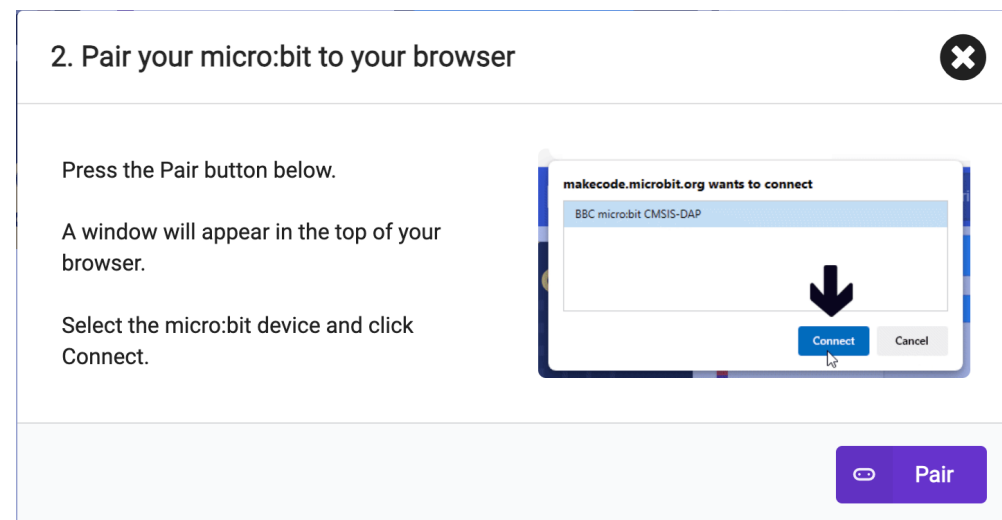 2. Pair your micro:bit to your browser
Press the Pair button below.
A window will appear in the top of your
browser.
Select the micro:bit device and click
Connect.
makecode.microbit.org wants to connect
BBC micro:bit CMSIS-DAP
Connect
Cancel
Pair